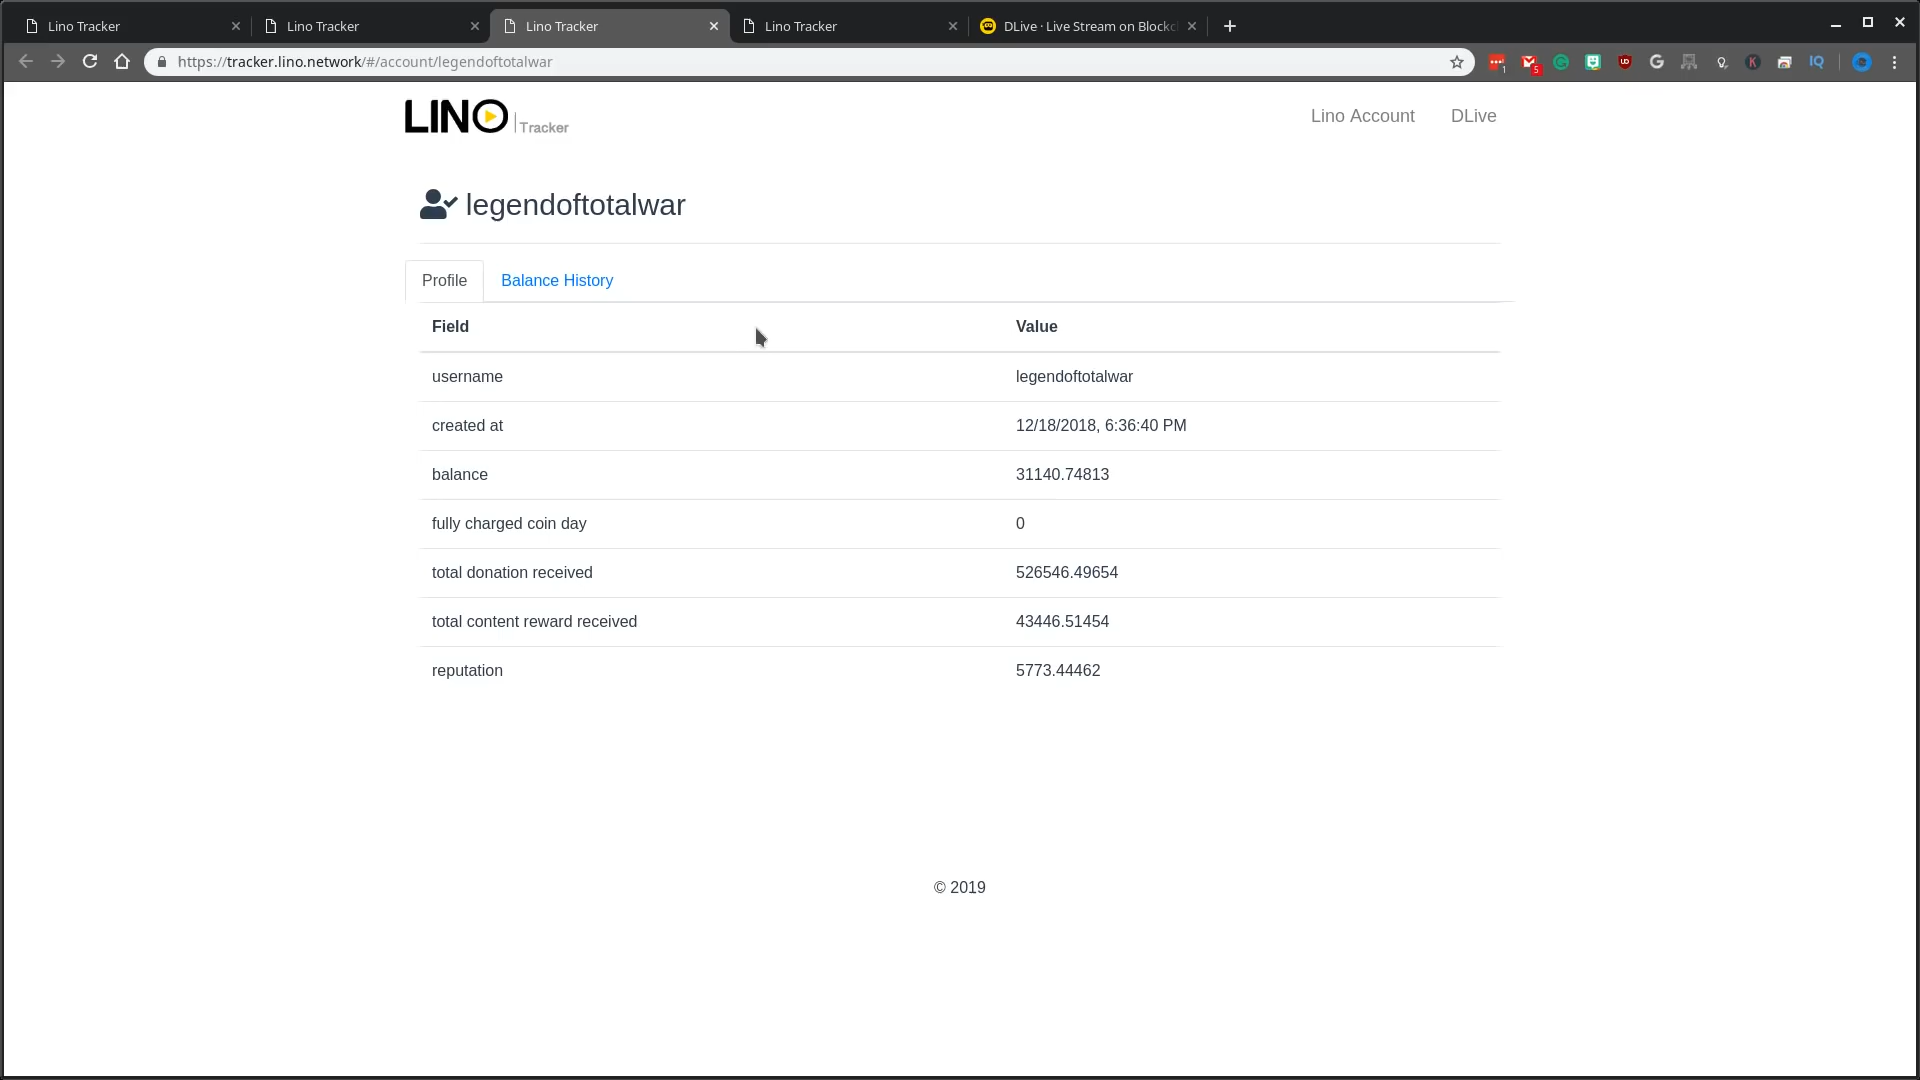 Lino Tracker Lino Tracker Lino Tracker Lino Tracker DLive · Live Stream on Blockc
https://tracker.lino.network/#/account/legendoftotalwar
1 5 IQ
LINO Tracker
Lino Account DLive
legendoftotalwar
Profile Balance History
Field Value
username legendoftotalwar
created at 12/18/2018, 6:36:40 PM
balance 31140.74813
fully charged coin day 0
total donation received 526546.49654
total content reward received 43446.51454
reputation 5773.44462
© 2019